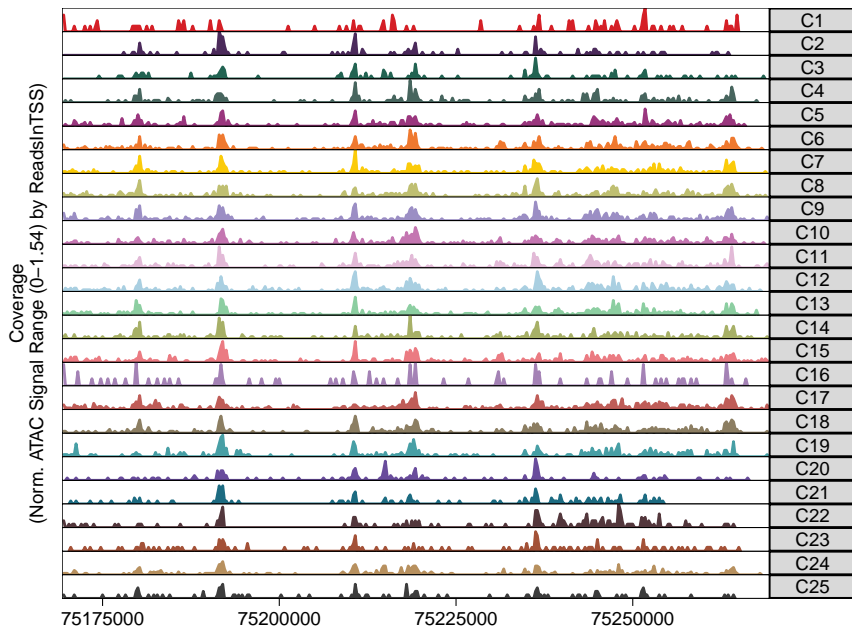 Coverage
(Norm. ATAC Signal Range (0–1.54) by ReadsInTSS)
C1
C2
C3
C4
C5
C6
C7
C8
C9
C10
C11
C12
C13
C14
C15
C16
C17
C18
C19
C20
C21
C22
C23
C24
C25
75175000 75200000 75225000 75250000